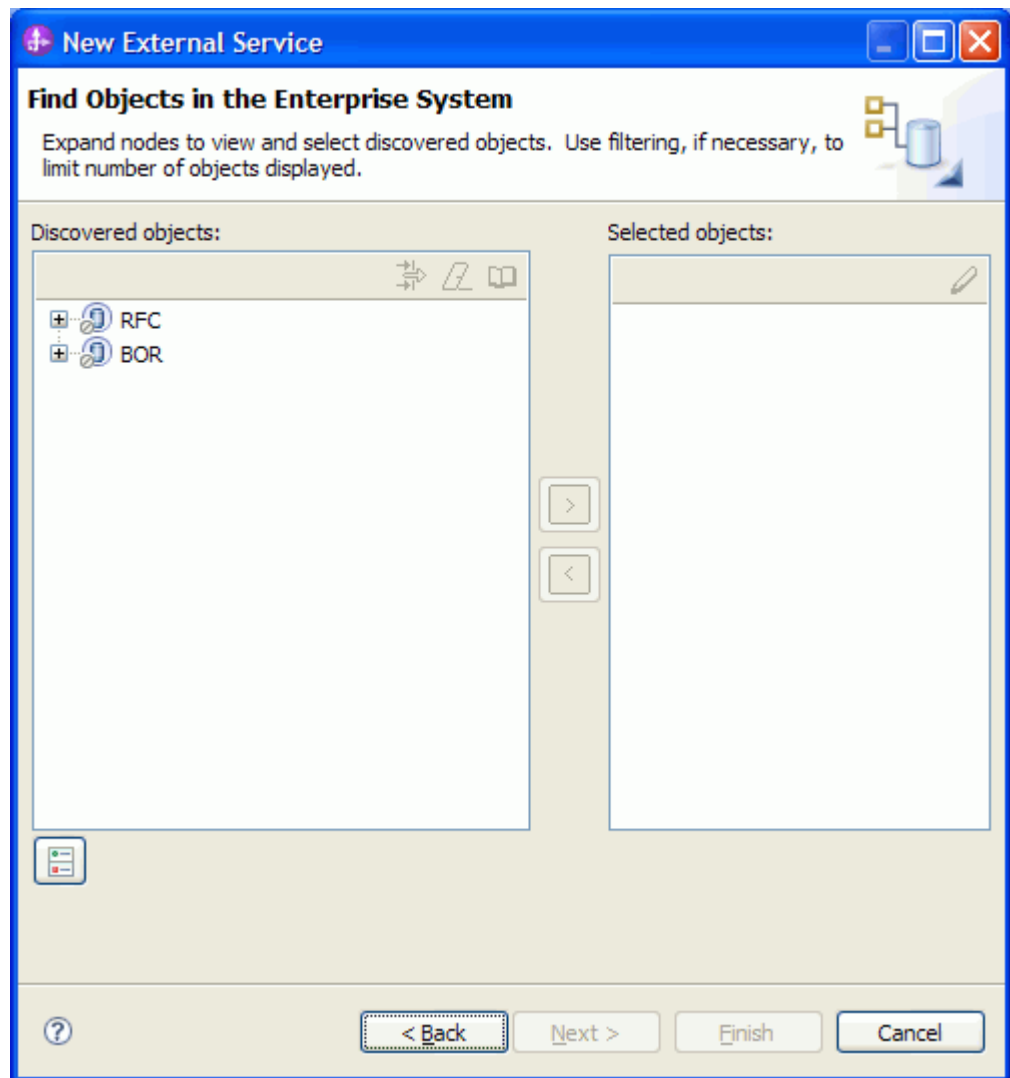 New External Service
Find Objects in the Enterprise System
Expand nodes to view and select discovered objects.  Use filtering, if necessary, to
limit number of objects displayed.
Discovered objects:
Selected objects:
RFC
BOR
>
<
?
< Back
Next >
Finish
Cancel